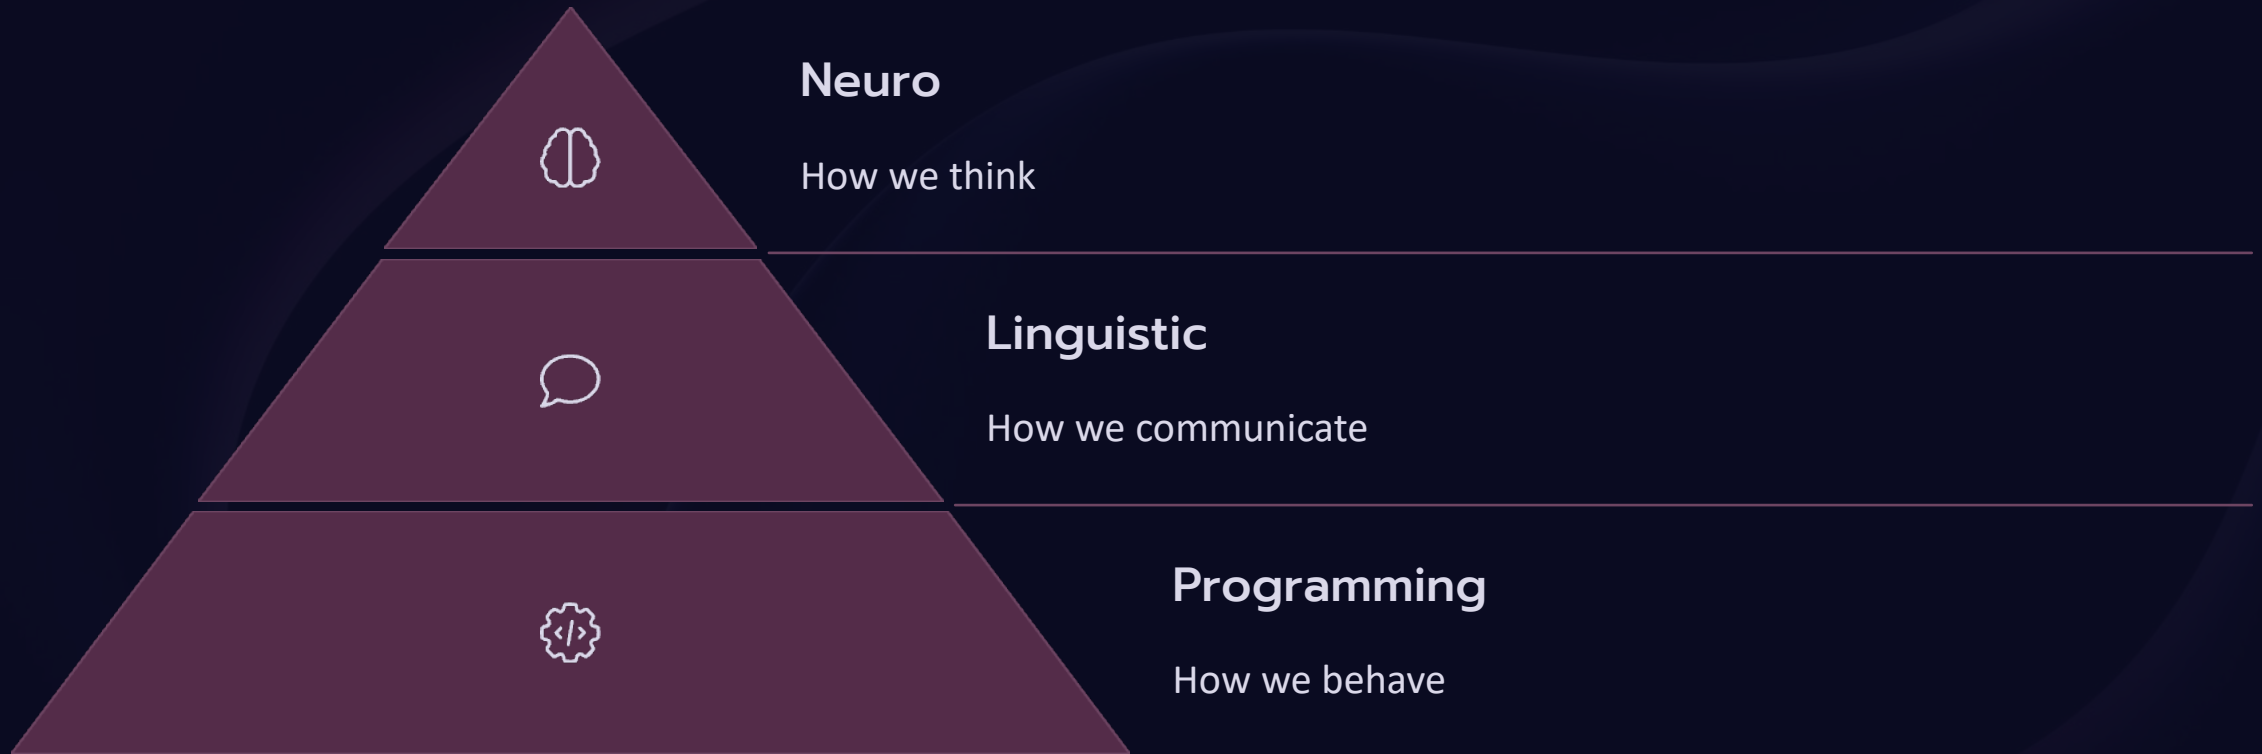 Neuro
How we think
Linguistic
How we communicate
</>
Programming
How we behave